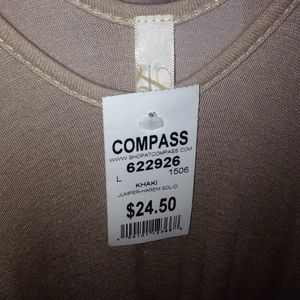 COMPASS
WWW.SHOPATCOMPASS.COM
622926
L 1506
KHAKI
JUMPER-HAREM SOLID
$24.50